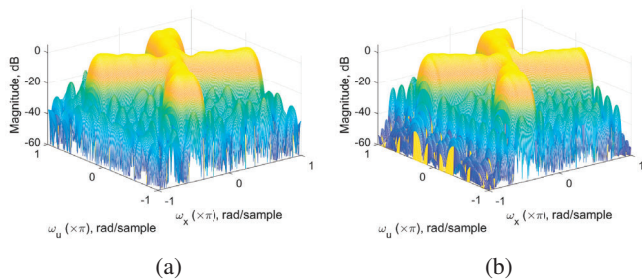 Magnitude, dB
0
-20
-40
-60
1
0
-1
-1
0
1
ω_u (×π), rad/sample
ω_x (×π), rad/sample
(a)
Magnitude, dB
0
-20
-40
-60
1
0
-1
-1
0
1
ω_u (×π), rad/sample
ω_x (×π), rad/sample
(b)